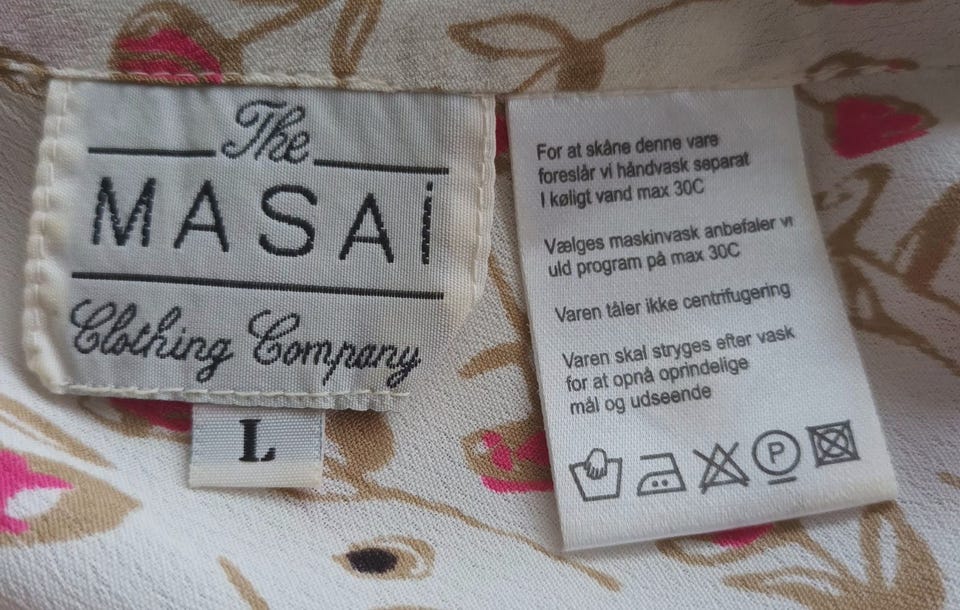 The
MASAi
Clothing Company
L
For at skåne denne vare
foreslår vi håndvask separat
I køligt vand max 30C
Vælges maskinvask anbefaler vi
uld program på max 30C
Varen tåler ikke centrifugering
Varen skal stryges efter vask
for at opnå oprindelige
mål og udseende
P